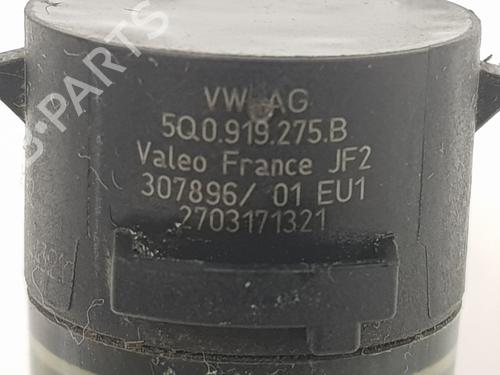 B-PARTS
VW AG
5Q0.919.275.B
Valeo France JF2
307896/ 01 EU1
2703171321